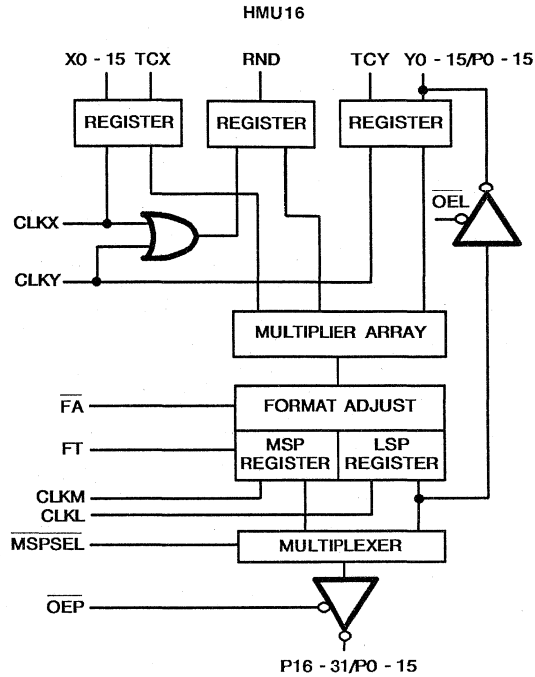 HMU16
X0 - 15 TCX RND TCY Y0 - 15/P0 - 15
REGISTER REGISTER REGISTER
OEL
CLKX
CLKY
MULTIPLIER ARRAY
FA FORMAT ADJUST
FT MSP REGISTER LSP REGISTER
CLKM
CLKL
MSPSEL MULTIPLEXER
OEP
P16 - 31/P0 - 15